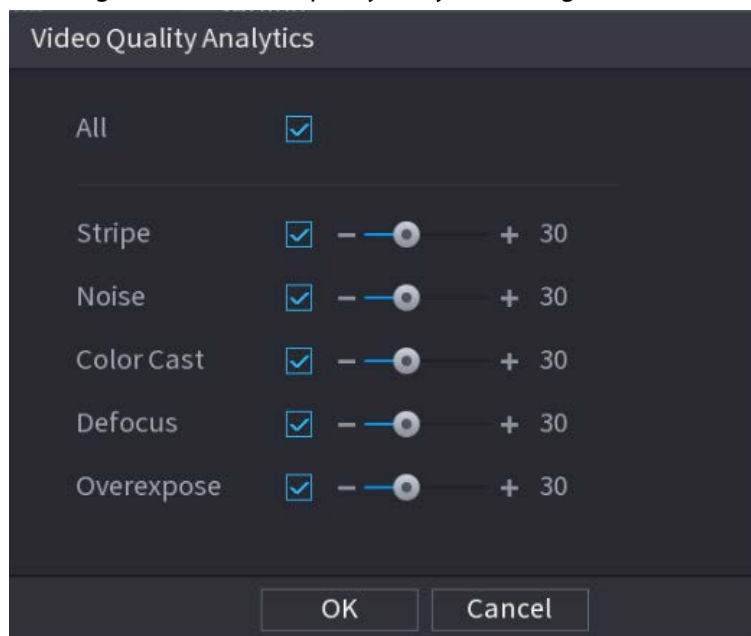 Video Quality Analytics
All
Stripe 30
Noise 30
Color Cast 30
Defocus 30
Overexpose 30
OK Cancel